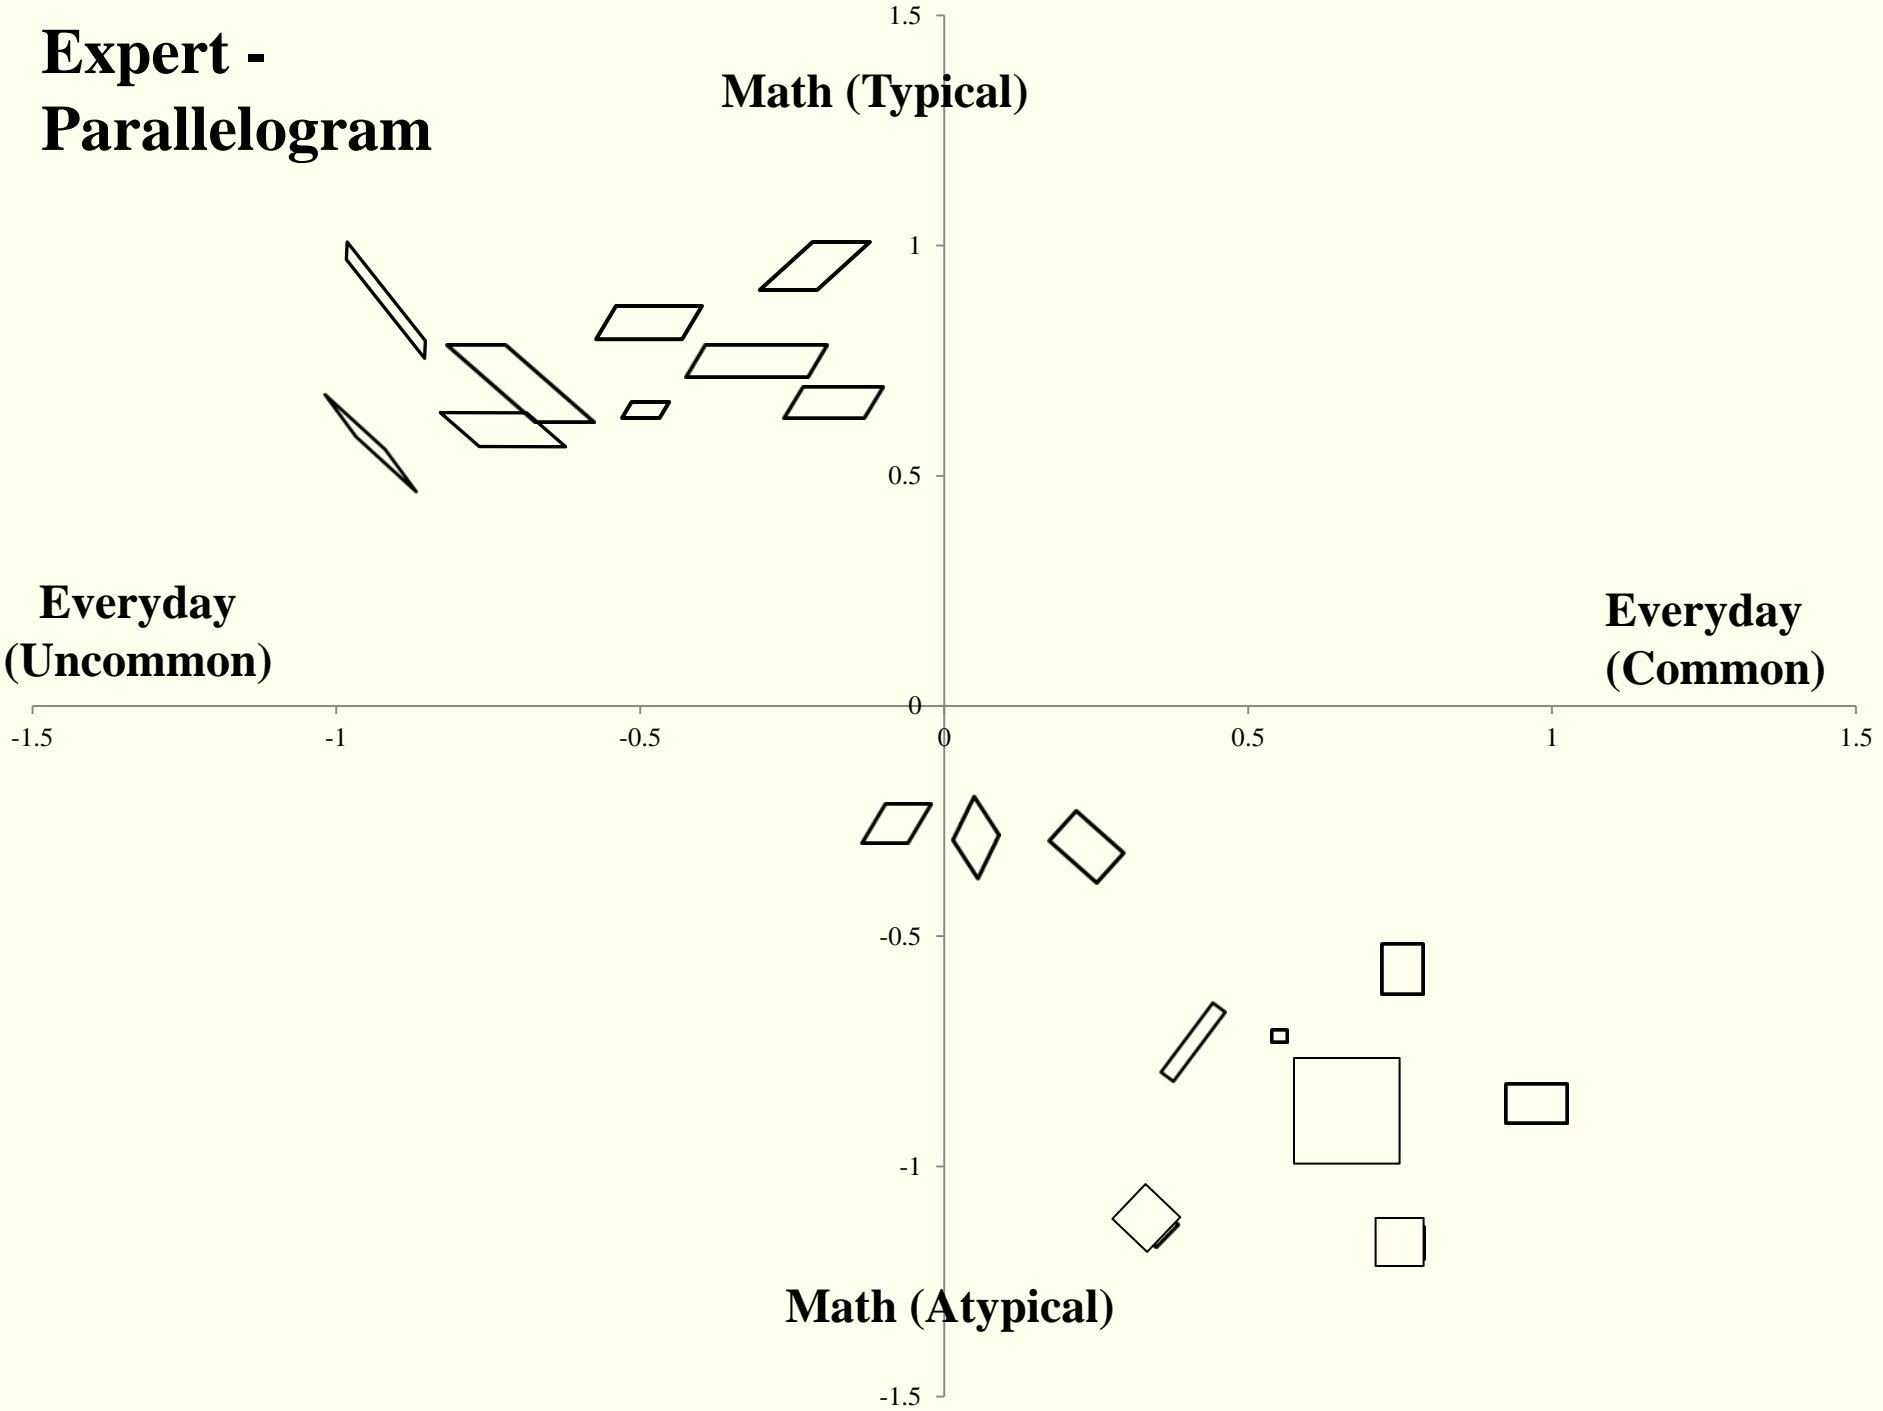 Expert -
Parallelogram
1.5
Math (Typical)
1
0.5
Everyday
(Uncommon)
Everyday
(Common)
0
-1.5
-1
-0.5
0
0.5
1
1.5
-0.5
-1
Math (Atypical)
-1.5